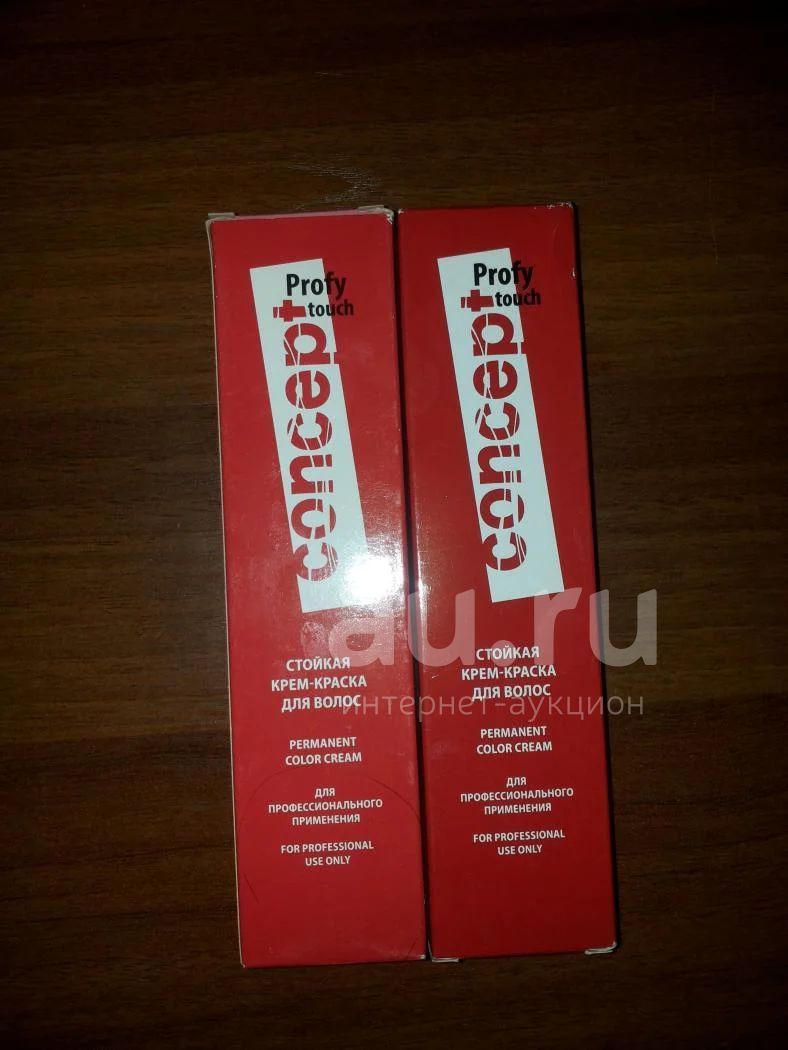 Profy
touch
concept
СТОЙКАЯ
КРЕМ-КРАСКА
ДЛЯ ВОЛОС
PERMANENT
COLOR CREAM
ДЛЯ
ПРОФЕССИОНАЛЬНОГО
ПРИМЕНЕНИЯ
FOR PROFESSIONAL
USE ONLY
Profy
touch
concept
СТОЙКАЯ
КРЕМ-КРАСКА
ДЛЯ ВОЛОС
PERMANENT
COLOR CREAM
ДЛЯ
ПРОФЕССИОНАЛЬНОГО
ПРИМЕНЕНИЯ
FOR PROFESSIONAL
USE ONLY
au.ru
интернет-аукцион